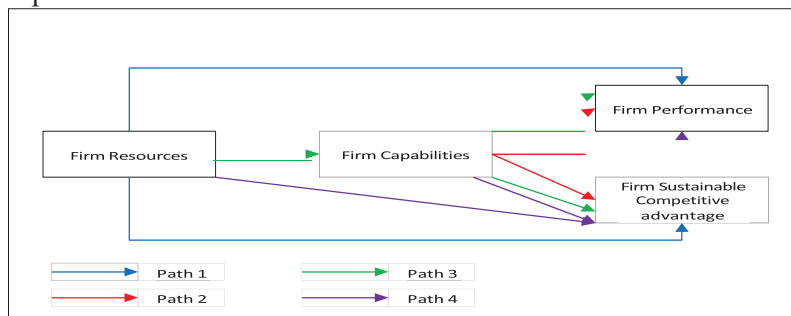 Firm Performance
Firm Resources
Firm Capabilities
Firm Sustainable
Competitive
advantage
Path 1
Path 3
Path 2
Path 4